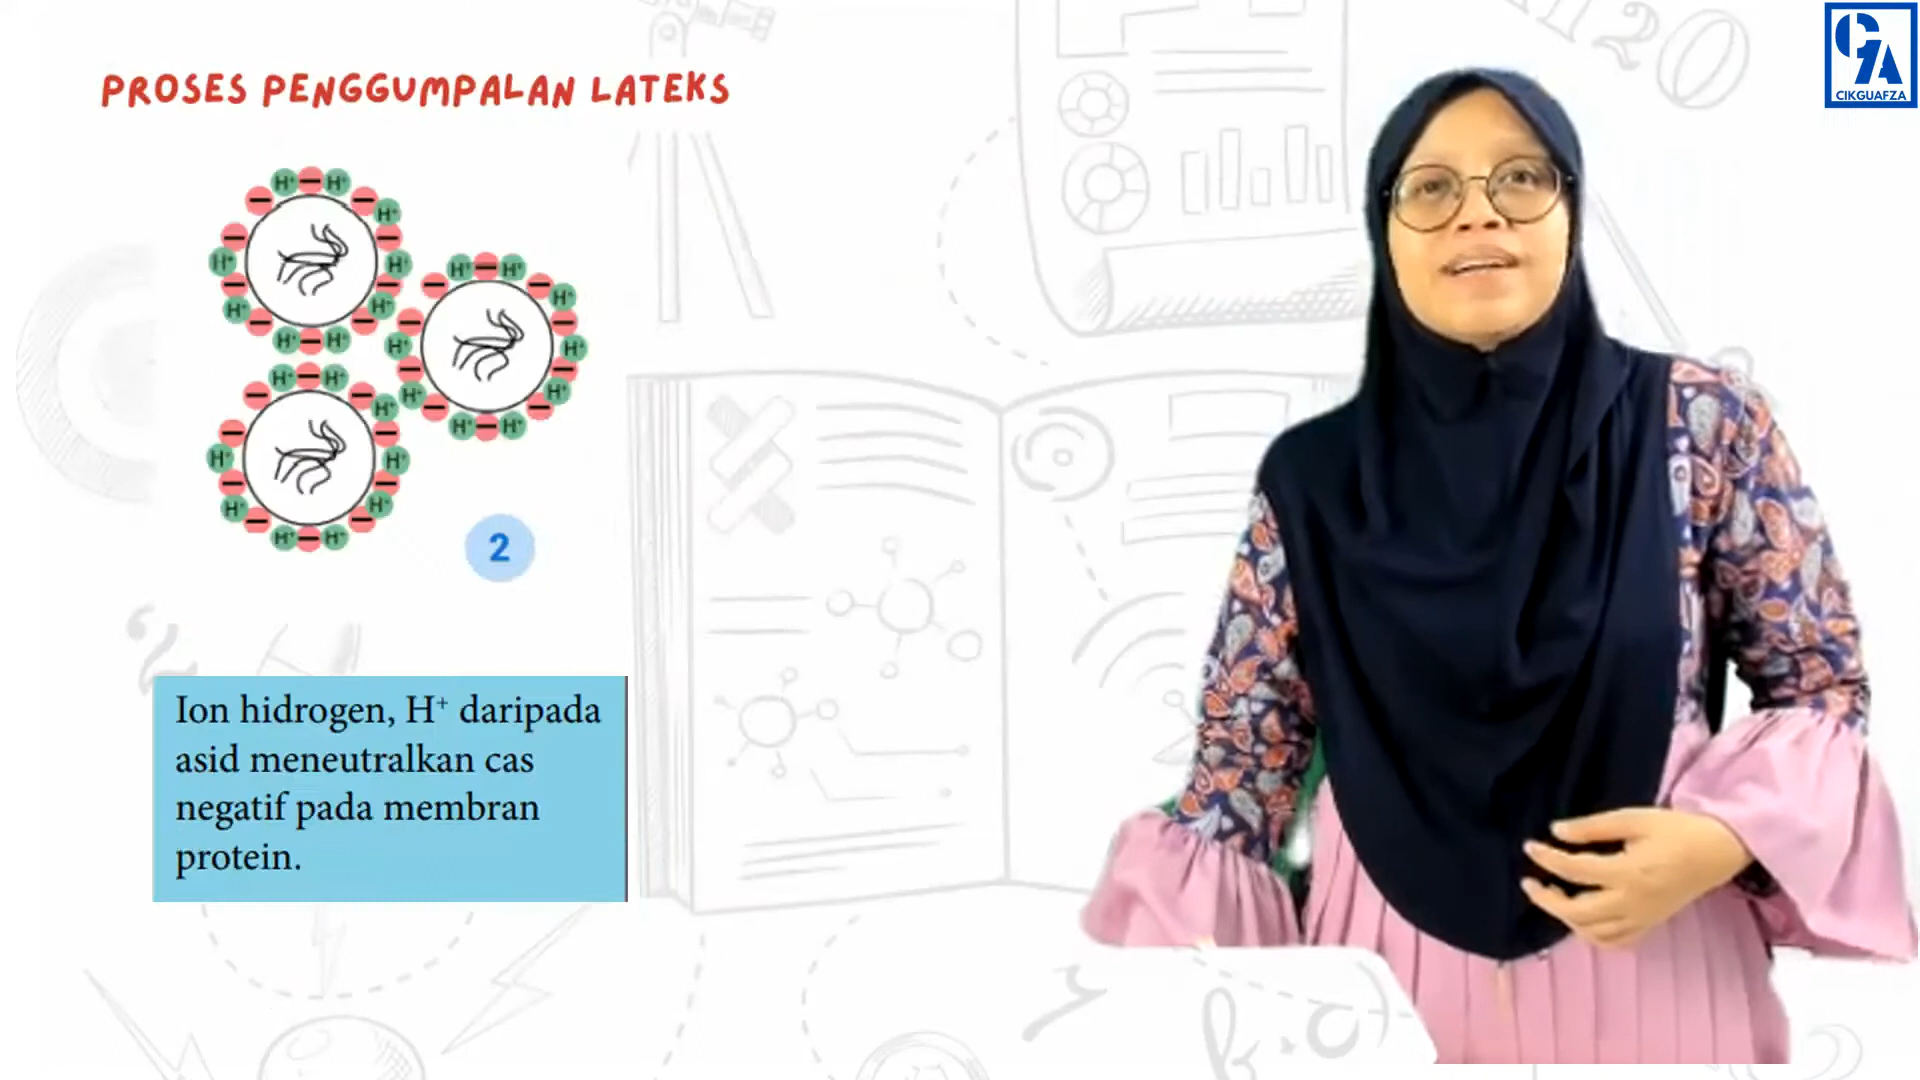 PROSES PENGGUMPALAN LATEKS
CIKGUAFZA
2
Ion hidrogen, H⁺ daripada
asid meneutralkan cas
negatif pada membran
protein.